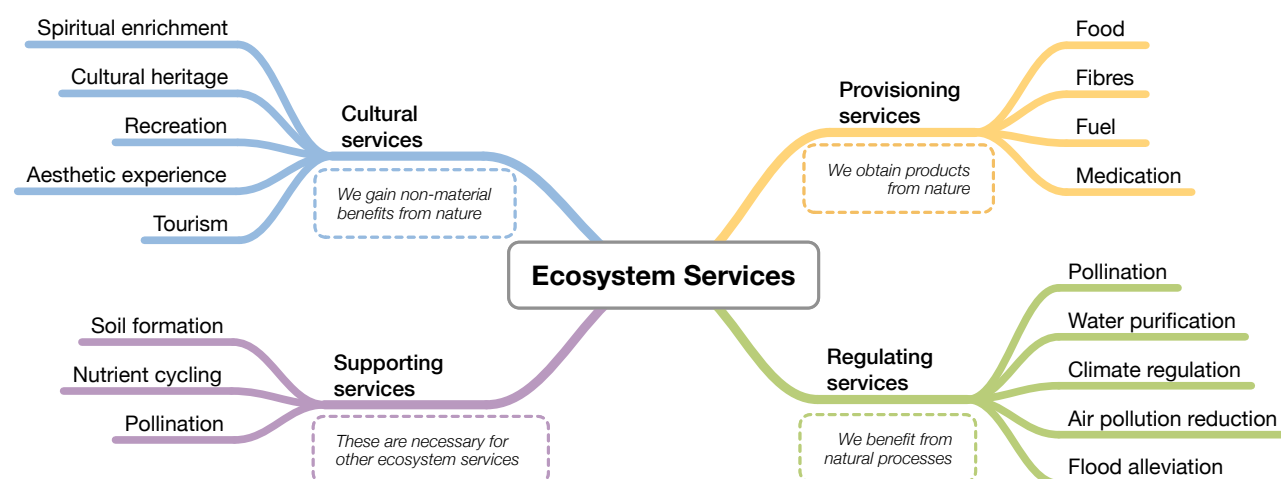 Ecosystem Services
Cultural
services
We gain non-material
benefits from nature
Spiritual enrichment
Cultural heritage
Recreation
Aesthetic experience
Tourism
Provisioning
services
We obtain products
from nature
Food
Fibres
Fuel
Medication
Supporting
services
These are necessary for
other ecosystem services
Soil formation
Nutrient cycling
Pollination
Regulating
services
We benefit from
natural processes
Pollination
Water purification
Climate regulation
Air pollution reduction
Flood alleviation